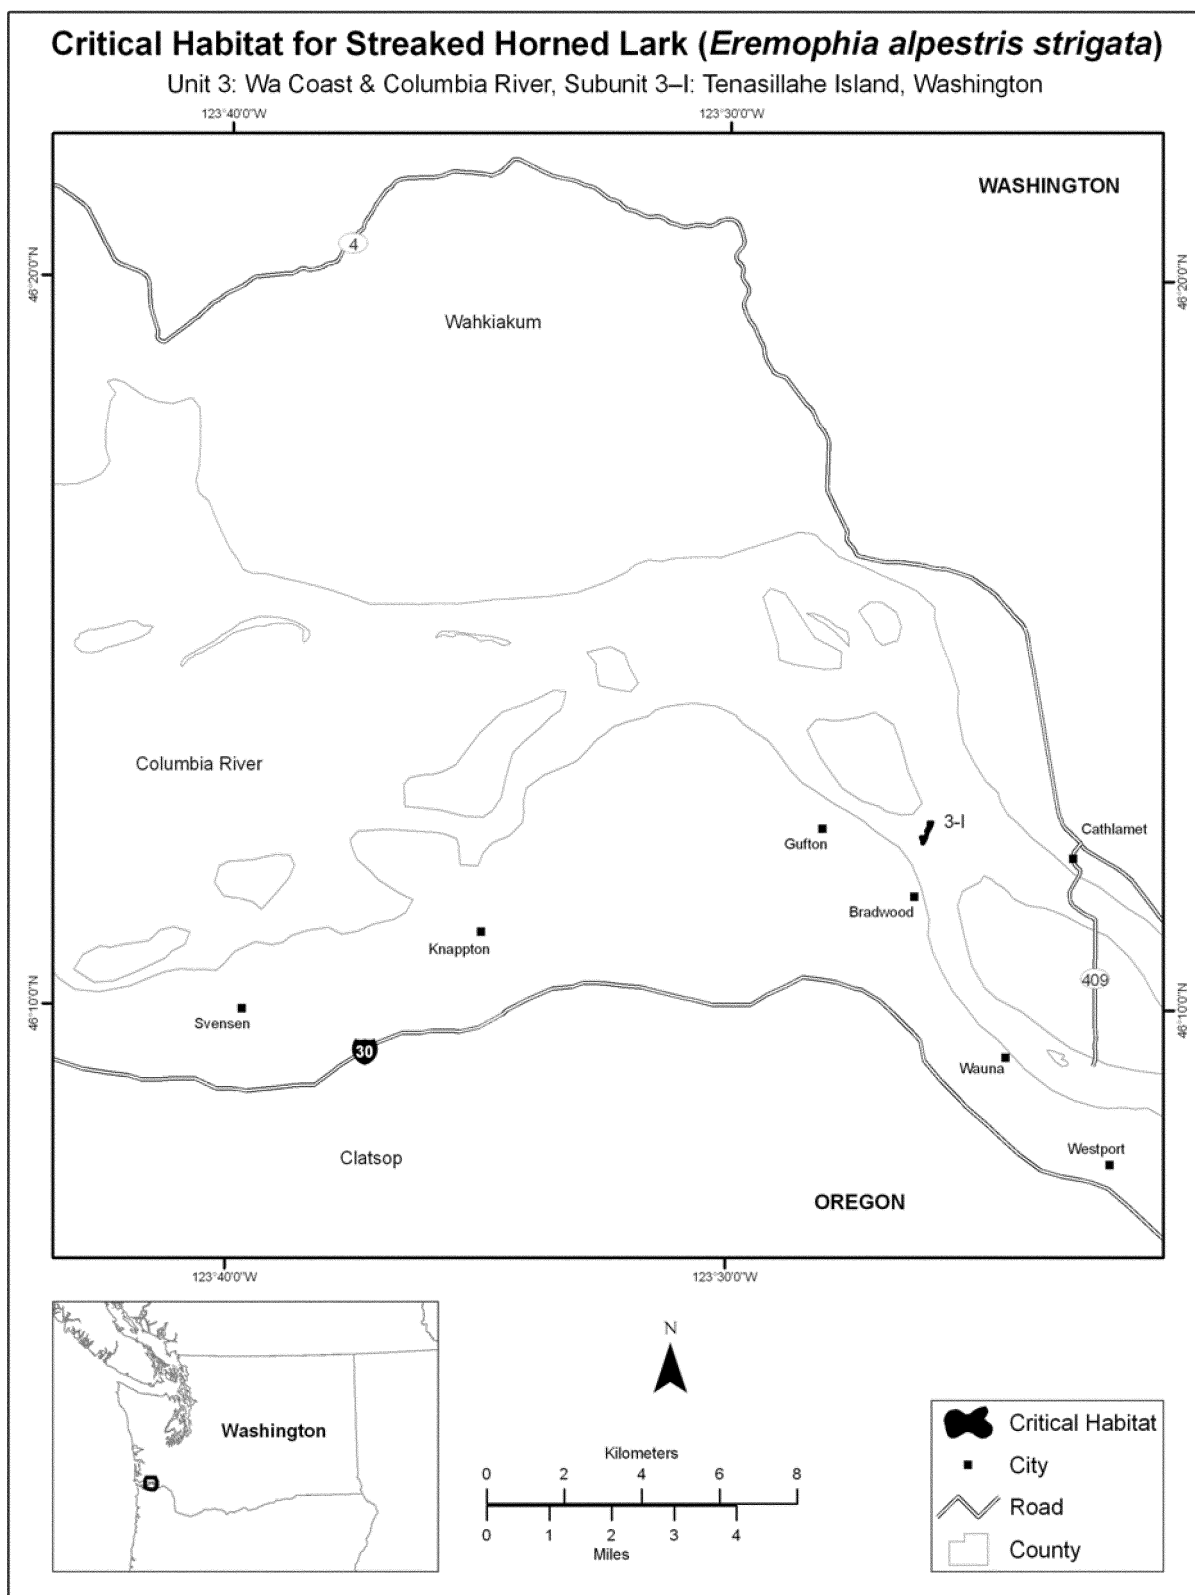 Critical Habitat for Streaked Horned Lark (Eremophia alpestris strigata)
Unit 3: Wa Coast & Columbia River, Subunit 3–I: Tenasillahe Island, Washington
123°40'0"W
123°30'0"W
WASHINGTON
4
46°20'0"N
46°20'0"N
Wahkiakum
Columbia River
3-I
Cathlamet
Gufton
Bradwood
Knappton
409
46°10'0"N
46°10'0"N
Svensen
30
Wauna
Westport
Clatsop
OREGON
123°40'0"W
123°30'0"W
N
Washington
Kilometers
0 2 4 6 8
0 1 2 3 4
Miles
Critical Habitat
City
Road
County